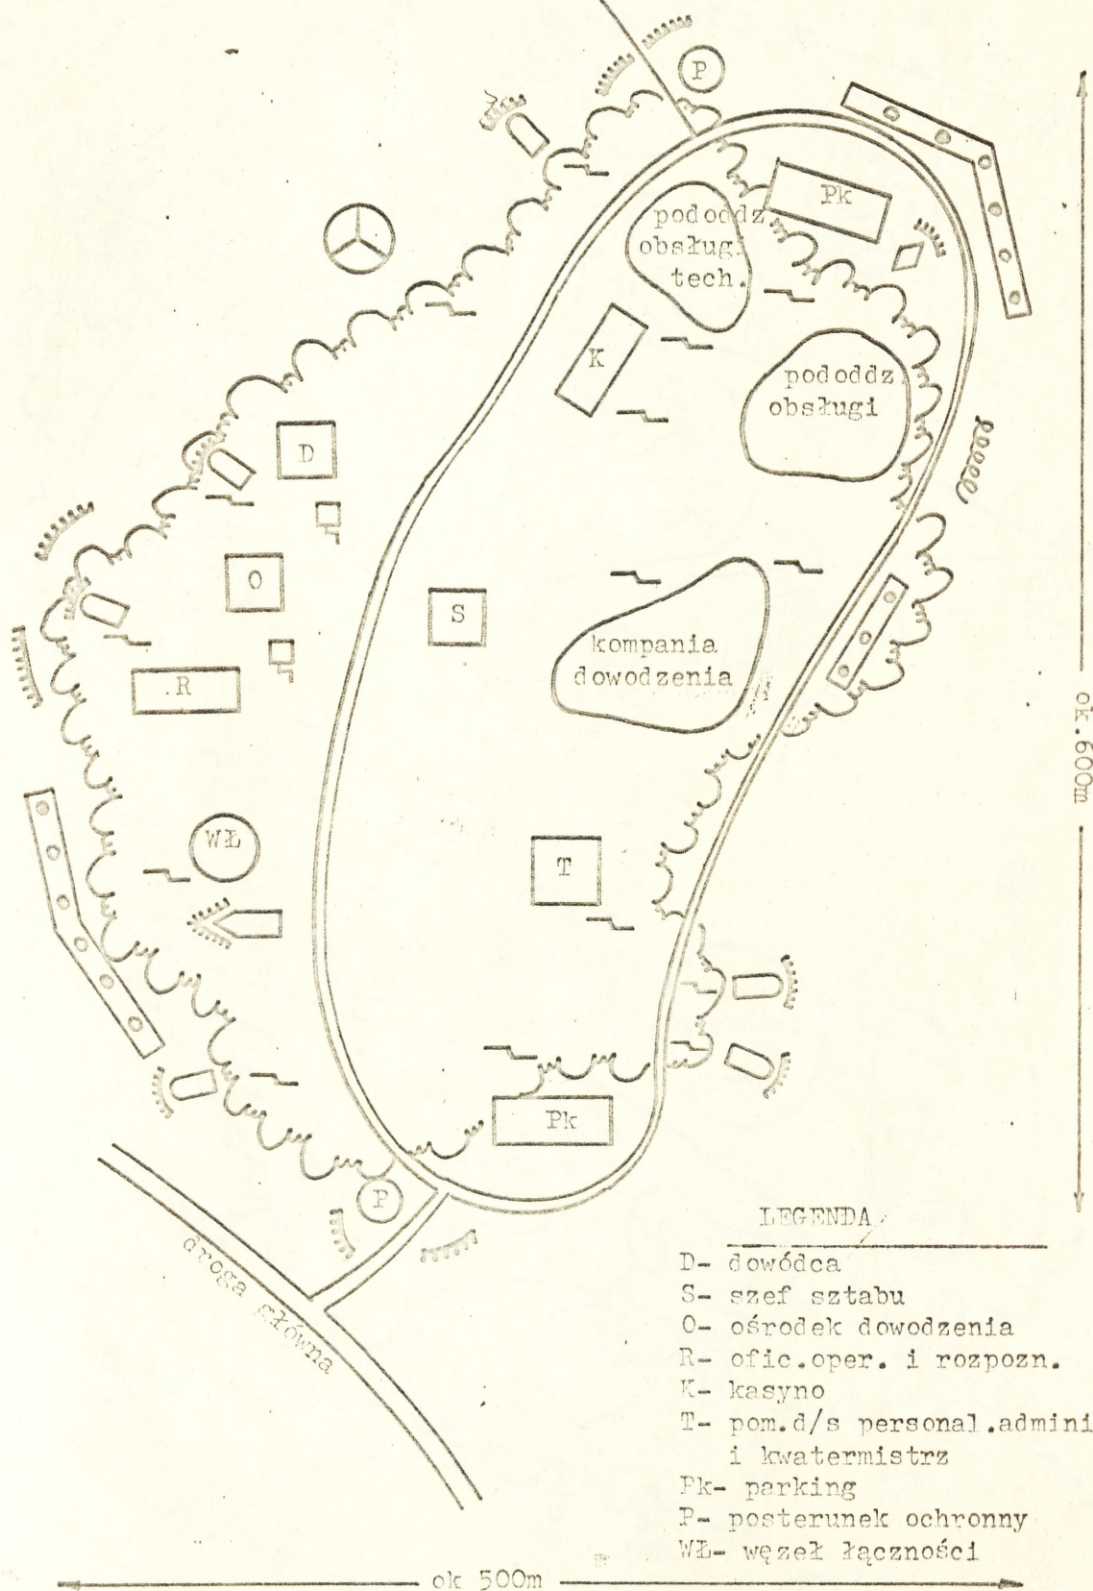 P
Pk
pododdz
obsługi
tech.
K
pododdz
obsługi
D
O
S
kompania
dowodzenia
.R
WŁ
T
ok.600m
Pk
P
droga główna
LEGENDA
D- dowódca
S- szef sztabu
O- ośrodek dowodzenia
R- ofic.oper. i rozpozn.
K- kasyno
T- pom.d/s personal.admini
i kwatermistrz
Pk- parking
P- posterunek ochronny
WŁ- węzeł łączności
ok 500m